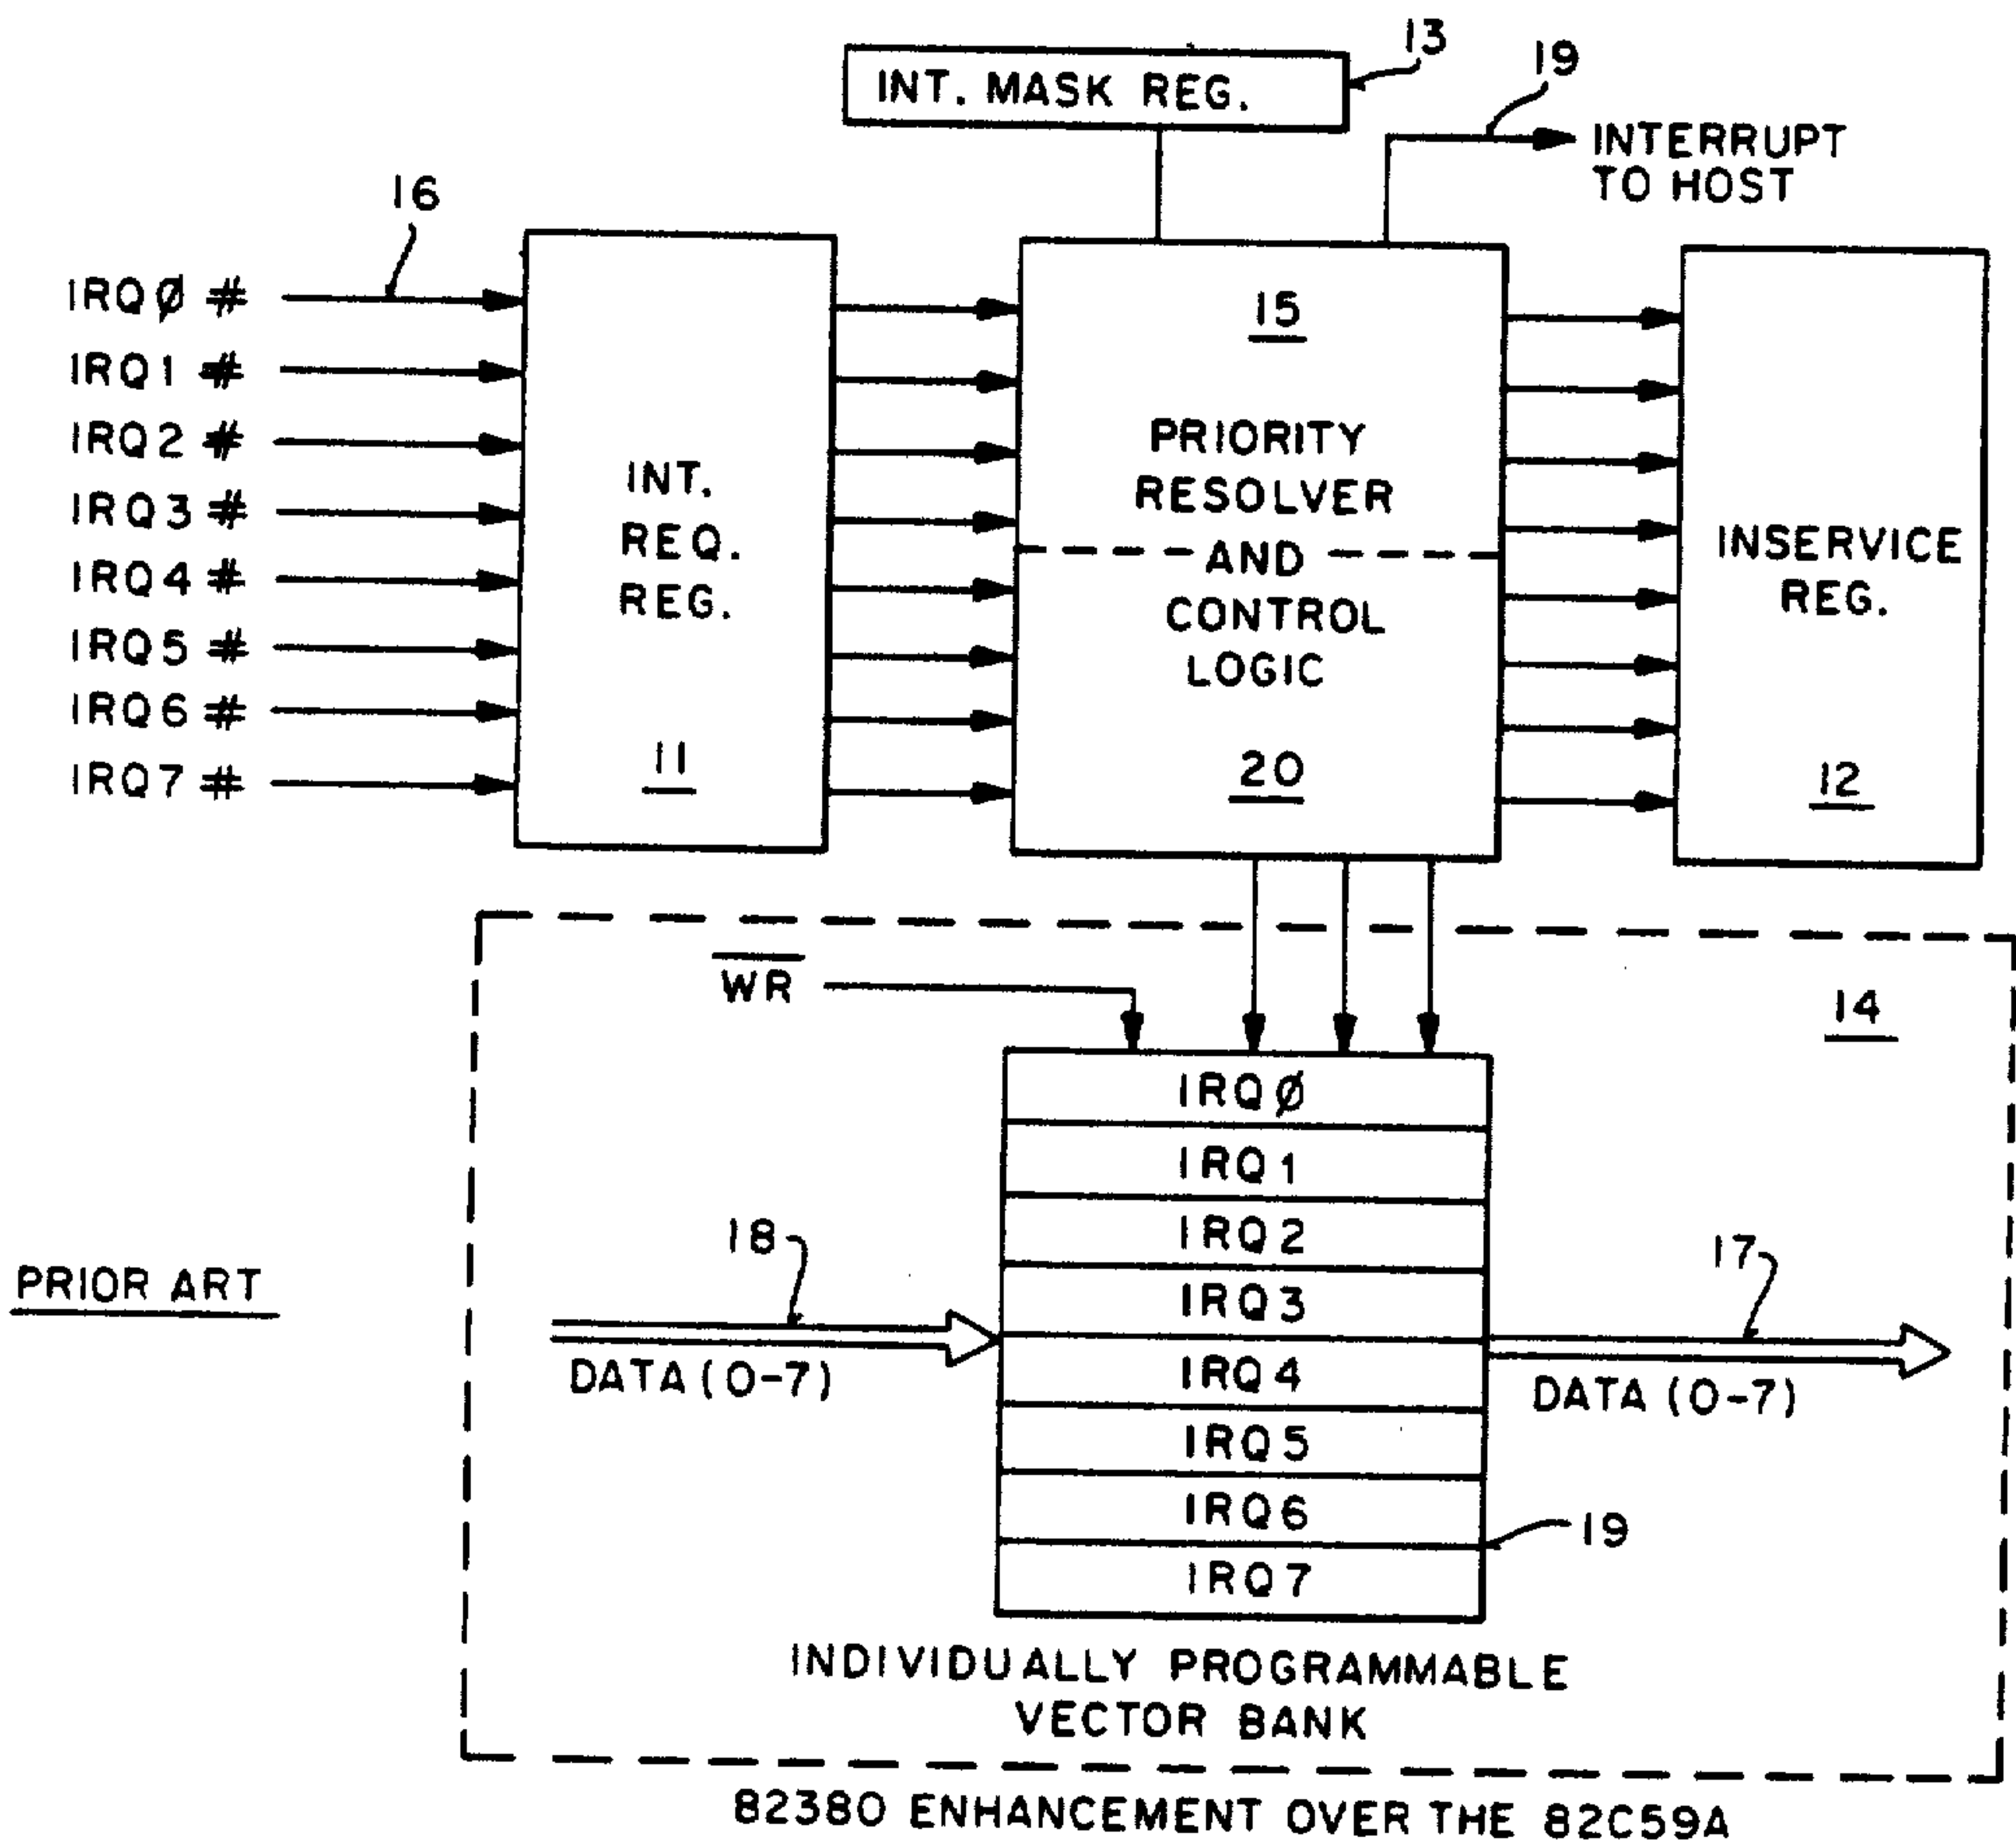 13
INT. MASK REG.
19
INTERRUPT
TO HOST
16
IRQØ #
IRQ1 #
IRQ2 #
IRQ3 #
IRQ4 #
IRQ5 #
IRQ6 #
IRQ7 #
INT.
REQ.
REG.
11
15
PRIORITY
RESOLVER
AND
CONTROL
LOGIC
20
INSERVICE
REG.
12
W̅R̅
14
IRQØ
IRQ1
IRQ2
IRQ3
IRQ4
IRQ5
IRQ6
IRQ7
18
DATA (0-7)
17
DATA (0-7)
19
PRIOR ART
INDIVIDUALLY PROGRAMMABLE
VECTOR BANK
82380 ENHANCEMENT OVER THE 82C59A